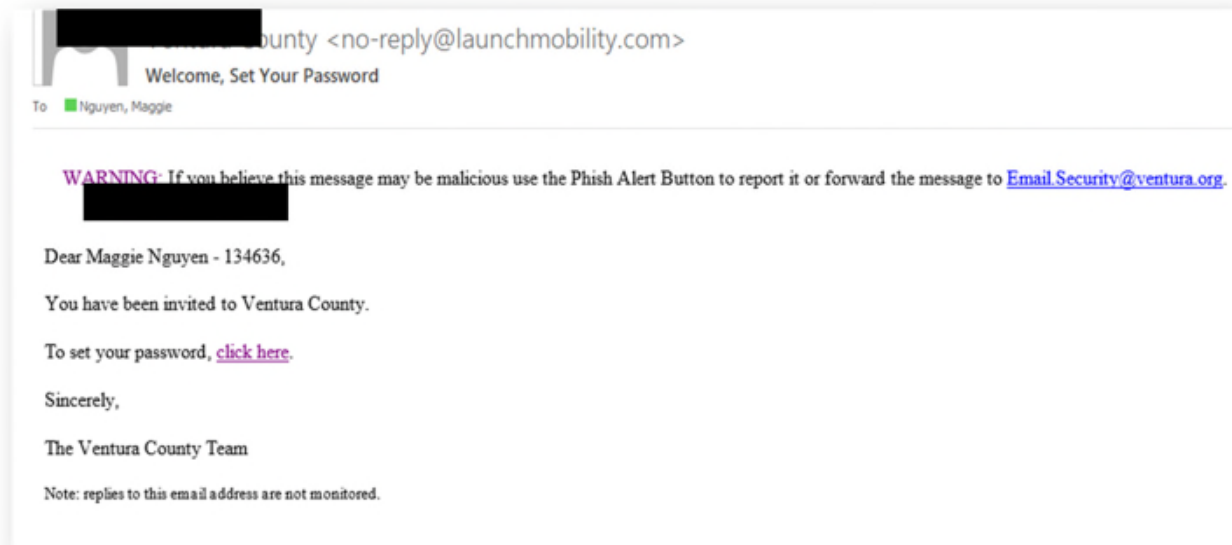 County <no-reply@launchmobility.com>
Welcome, Set Your Password
To Nguyen, Maggie
WARNING: If you believe this message may be malicious use the Phish Alert Button to report it or forward the message to Email.Security@ventura.org.
Dear Maggie Nguyen - 134636,
You have been invited to Ventura County.
To set your password, click here.
Sincerely,
The Ventura County Team
Note: replies to this email address are not monitored.